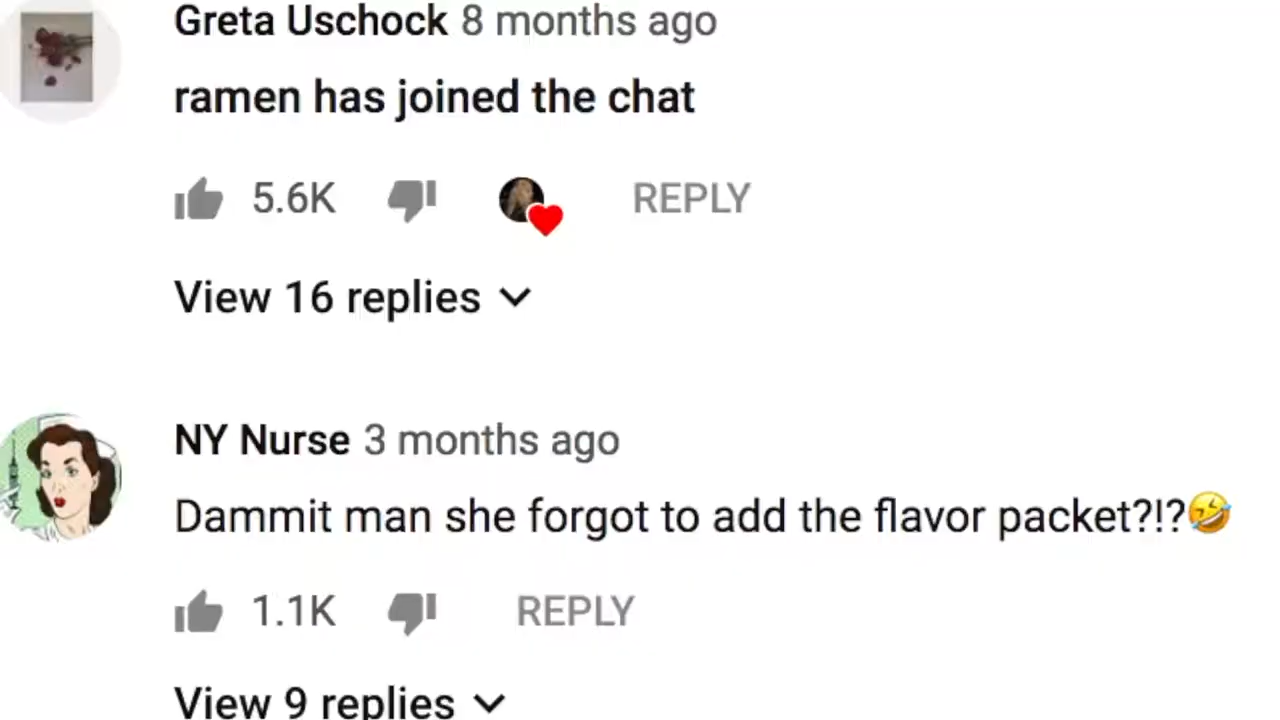 Greta Uschock 8 months ago
ramen has joined the chat
5.6K REPLY
View 16 replies
NY Nurse 3 months ago
Dammit man she forgot to add the flavor packet?!?🤣
1.1K REPLY
View 9 replies